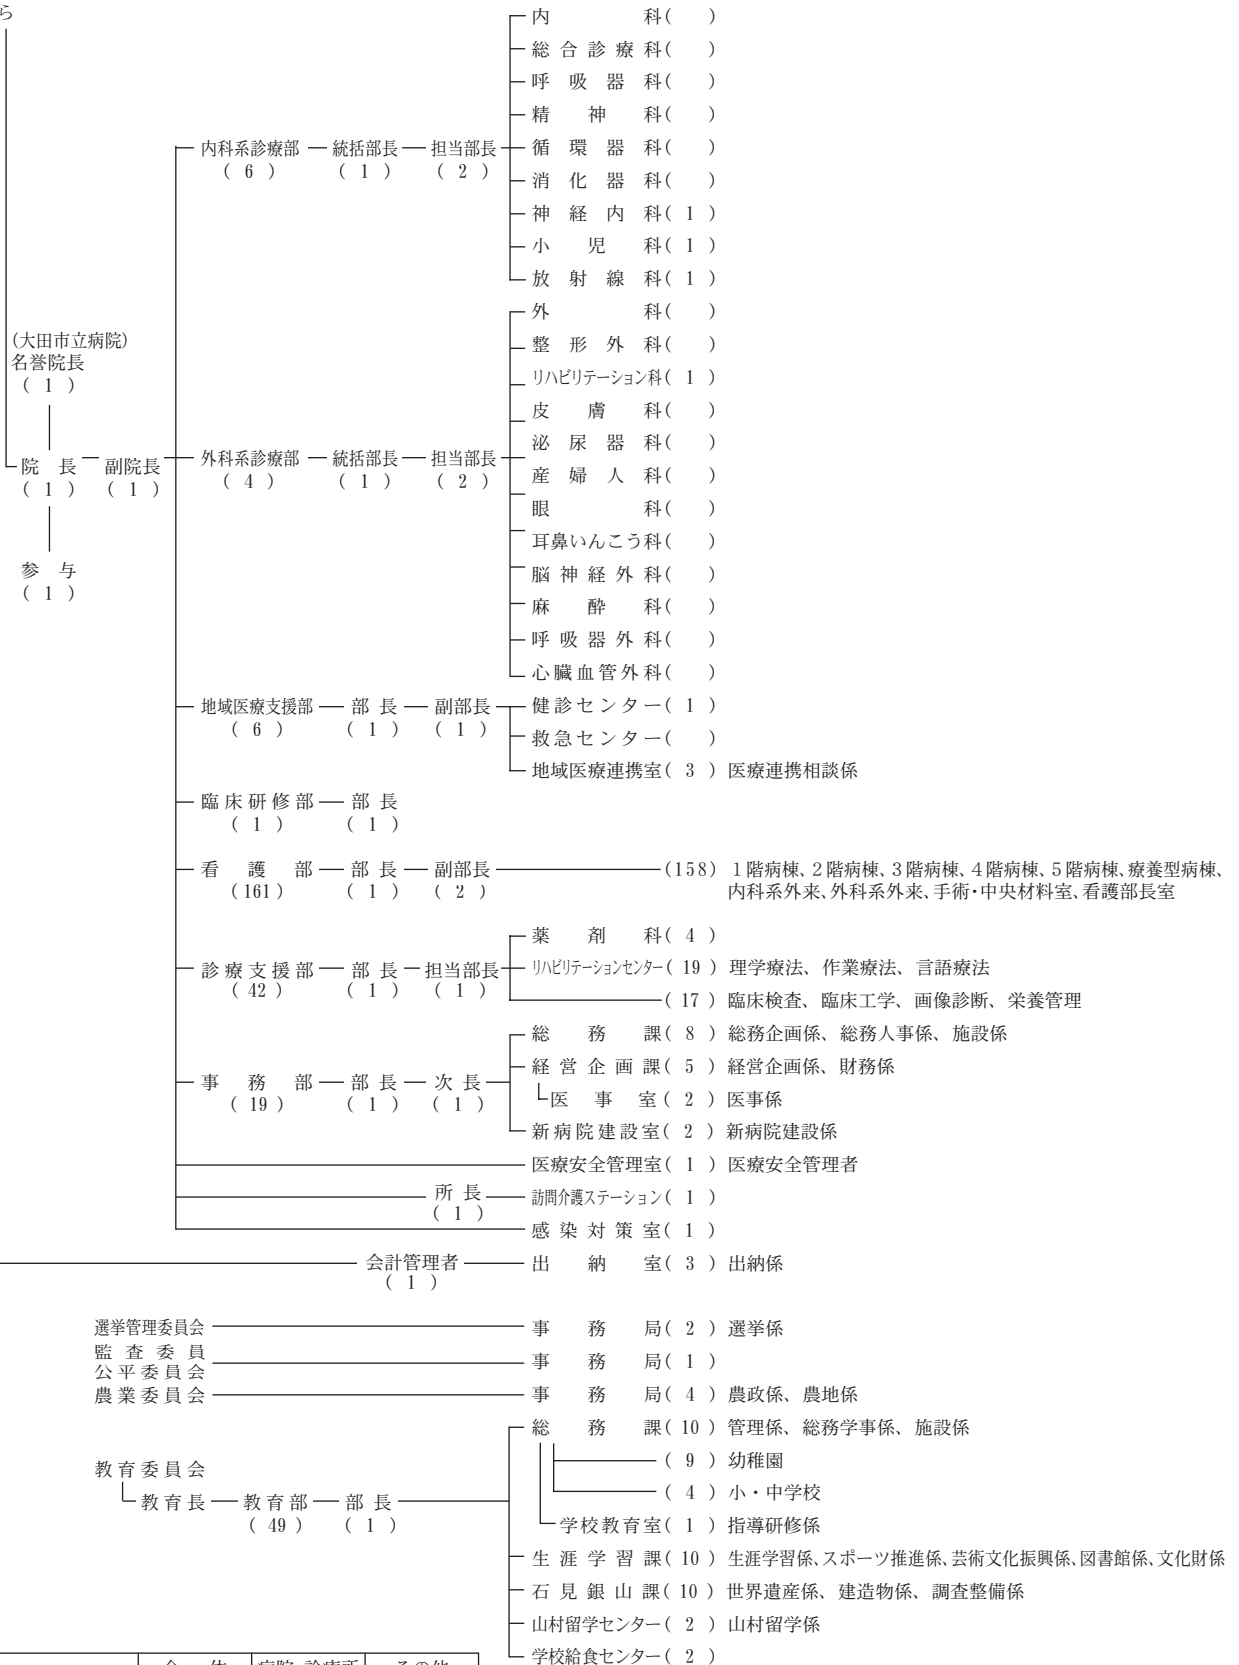 ら
内科( )
総合診療科( )
呼吸器科( )
精神科( )
内科系診療部 統括部長 担当部長 循環器科( )
( 6 ) ( 1 ) ( 2 )
消化器科( )
神経内科( 1 )
小児科( 1 )
放射線科( 1 )
外科( )
(大田市立病院)
名誉院長
( 1 )
整形外科( )
リハビリテーション科( 1 )
皮膚科( )
泌尿器科( )
院長 副院長 外科系診療部 統括部長 担当部長
( 1 ) ( 1 ) ( 4 ) ( 1 ) ( 2 )
産婦人科( )
眼科( )
耳鼻いんこう科( )
参与
( 1 )
脳神経外科( )
麻酔科( )
呼吸器外科( )
心臓血管外科( )
地域医療支援部 部長 副部長 健診センター( 1 )
( 6 ) ( 1 ) ( 1 )
救急センター( )
地域医療連携室( 3 ) 医療連携相談係
臨床研修部 部長
( 1 ) ( 1 )
看護部 部長 副部長 (158) 1階病棟、2階病棟、3階病棟、4階病棟、5階病棟、療養型病棟、
(161) ( 1 ) ( 2 ) 内科系外来、外科系外来、手術・中央材料室、看護部長室
薬剤科( 4 )
診療支援部 部長 担当部長 リハビリテーションセンター( 19 ) 理学療法、作業療法、言語療法
( 42 ) ( 1 ) ( 1 )
( 17 ) 臨床検査、臨床工学、画像診断、栄養管理
総務課( 8 ) 総務企画係、総務人事係、施設係
経営企画課( 5 ) 経営企画係、財務係
事務部 部長 次長
( 19 ) ( 1 ) ( 1 )
医事室( 2 ) 医事係
新病院建設室( 2 ) 新病院建設係
医療安全管理室( 1 ) 医療安全管理者
所長 訪問介護ステーション( 1 )
( 1 )
感染対策室( 1 )
会計管理者 出納室( 3 ) 出納係
( 1 )
選挙管理委員会 事務局( 2 ) 選挙係
監査委員
公平委員会
事務局( 1 )
農業委員会 事務局( 4 ) 農政係、農地係
総務課( 10 ) 管理係、総務学事係、施設係
( 9 ) 幼稚園
教育委員会
( 4 ) 小・中学校
教育長 教育部 部長
( 49 ) ( 1 )
学校教育室( 1 ) 指導研修係
生涯学習課( 10 ) 生涯学習係、スポーツ推進係、芸術文化振興係、図書館係、文化財係
石見銀山課( 10 ) 世界遺産係、建造物係、調査整備係
山村留学センター( 2 ) 山村留学係
学校給食センター( 2 )